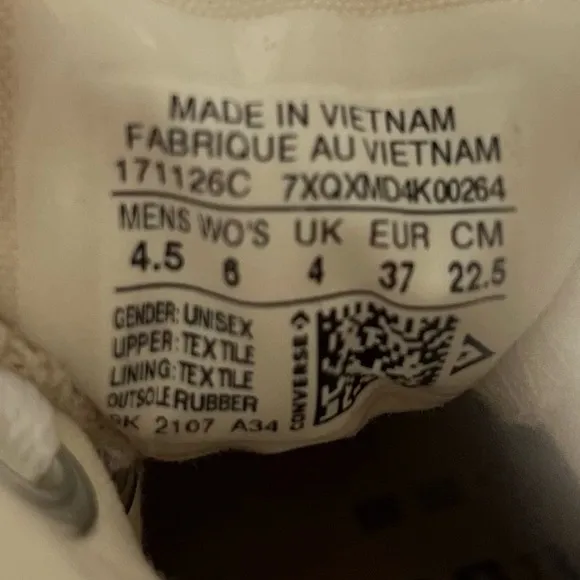 MADE IN VIETNAM
FABRIQUE AU VIETNAM
171126C 7XQXMD4K00264
MENS WO'S UK EUR CM
4.5 6 4 37 22.5
GENDER: UNISEX
UPPER: TEXTILE
LINING: TEXTILE
OUTSOLE RUBBER
2107 A34
CONVERSE